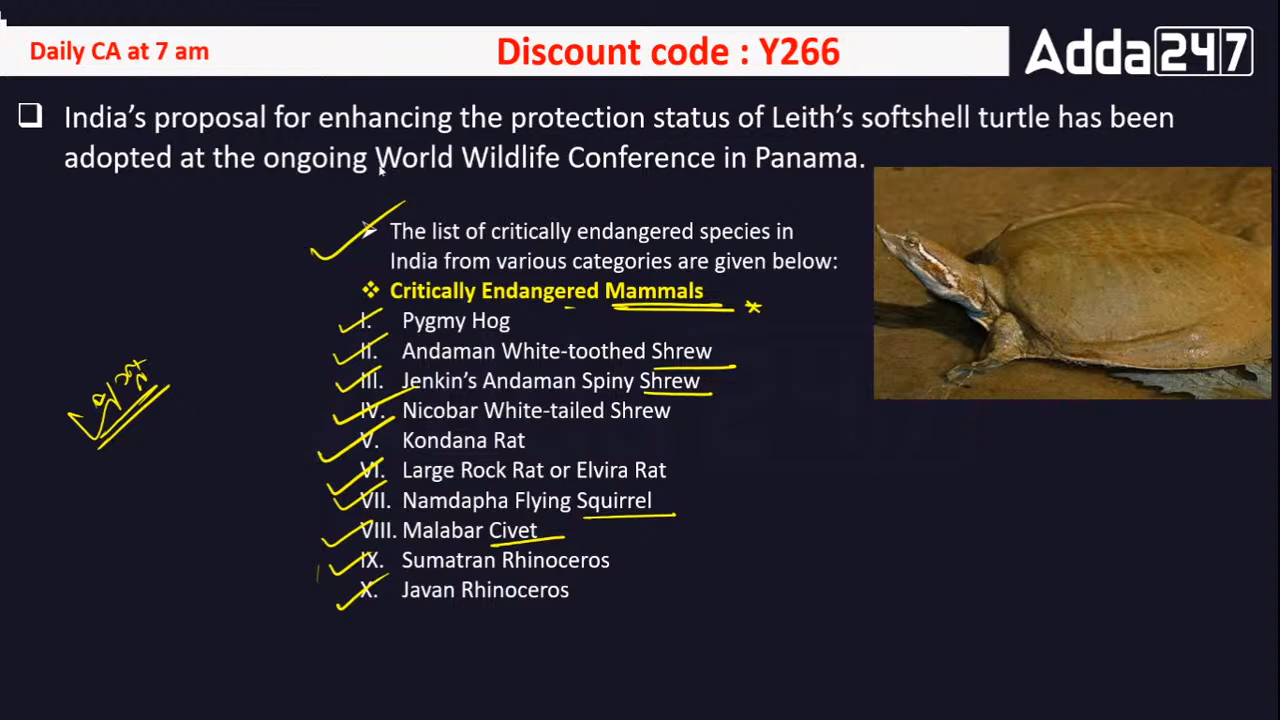 Daily CA at 7 am
Discount code : Y266
Adda247
India’s proposal for enhancing the protection status of Leith’s softshell turtle has been
adopted at the ongoing World Wildlife Conference in Panama.
The list of critically endangered species in
India from various categories are given below:
Critically Endangered Mammals
I. Pygmy Hog
II. Andaman White-toothed Shrew
III. Jenkin’s Andaman Spiny Shrew
IV. Nicobar White-tailed Shrew
V. Kondana Rat
VI. Large Rock Rat or Elvira Rat
VII. Namdapha Flying Squirrel
VIII. Malabar Civet
IX. Sumatran Rhinoceros
X. Javan Rhinoceros